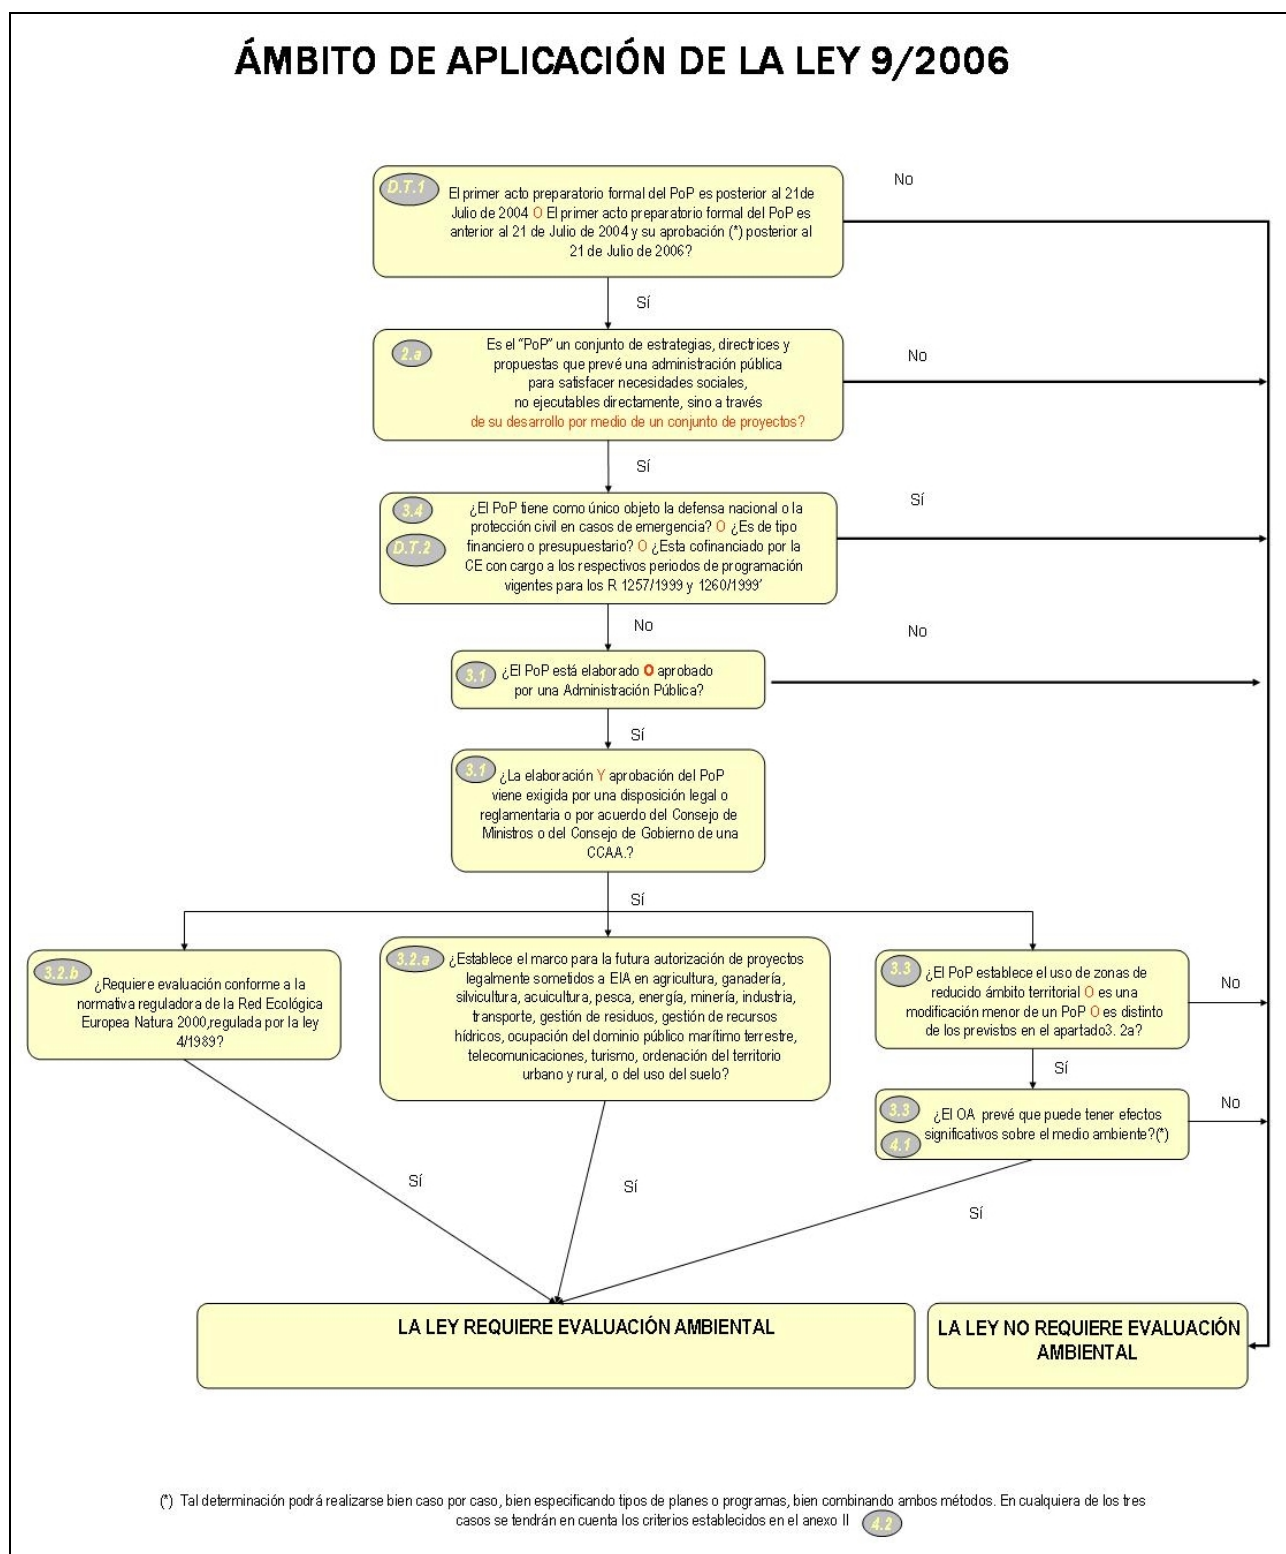 ÁMBITO DE APLICACIÓN DE LA LEY 9/2006
D.T.1
El primer acto preparatorio formal del PoP es posterior al 21de
Julio de 2004 O El primer acto preparatorio formal del PoP es
anterior al 21 de Julio de 2004 y su aprobación (*) posterior al
21 de Julio de 2006?
No
Sí
2.a
Es el "PoP" un conjunto de estrategias, directrices y
propuestas que prevé una administración pública
para satisfacer necesidades sociales,
no ejecutables directamente, sino a través
de su desarrollo por medio de un conjunto de proyectos?
No
Sí
3.4
D.T.2
¿El PoP tiene como único objeto la defensa nacional o la
protección civil en casos de emergencia? O ¿Es de tipo
financiero o presupuestario? O ¿Esta cofinanciado por la
CE con cargo a los respectivos periodos de programación
vigentes para los R 1257/1999 y 1260/1999'
Sí
No
3.1
¿El PoP está elaborado O aprobado
por una Administración Pública?
No
Sí
3.1
¿La elaboración Y aprobación del PoP
viene exigida por una disposición legal o
reglamentaria o por acuerdo del Consejo de
Ministros o del Consejo de Gobierno de una
CCAA.?
Sí
3.2.b
¿Requiere evaluación conforme a la
normativa reguladora de la Red Ecológica
Europea Natura 2000,regulada por la ley
4/1989?
Sí
3.2.a
¿Establece el marco para la futura autorización de proyectos
legalmente sometidos a EIA en agricultura, ganadería,
silvicultura, acuicultura, pesca, energía, minería, industria,
transporte, gestión de residuos, gestión de recursos
hídricos, ocupación del dominio público marítimo terrestre,
telecomunicaciones, turismo, ordenación del territorio
urbano y rural, o del uso del suelo?
Sí
3.3
¿El PoP establece el uso de zonas de
reducido ámbito territorial O es una
modificación menor de un PoP O es distinto
de los previstos en el apartado3. 2a?
No
Sí
3.3
4.1
¿El OA prevé que puede tener efectos
significativos sobre el medio ambiente?(*)
No
Sí
LA LEY REQUIERE EVALUACIÓN AMBIENTAL
LA LEY NO REQUIERE EVALUACIÓN
AMBIENTAL
(*) Tal determinación podrá realizarse bien caso por caso, bien especificando tipos de planes o programas, bien combinando ambos métodos. En cualquiera de los tres
casos se tendrán en cuenta los criterios establecidos en el anexo II 4.2